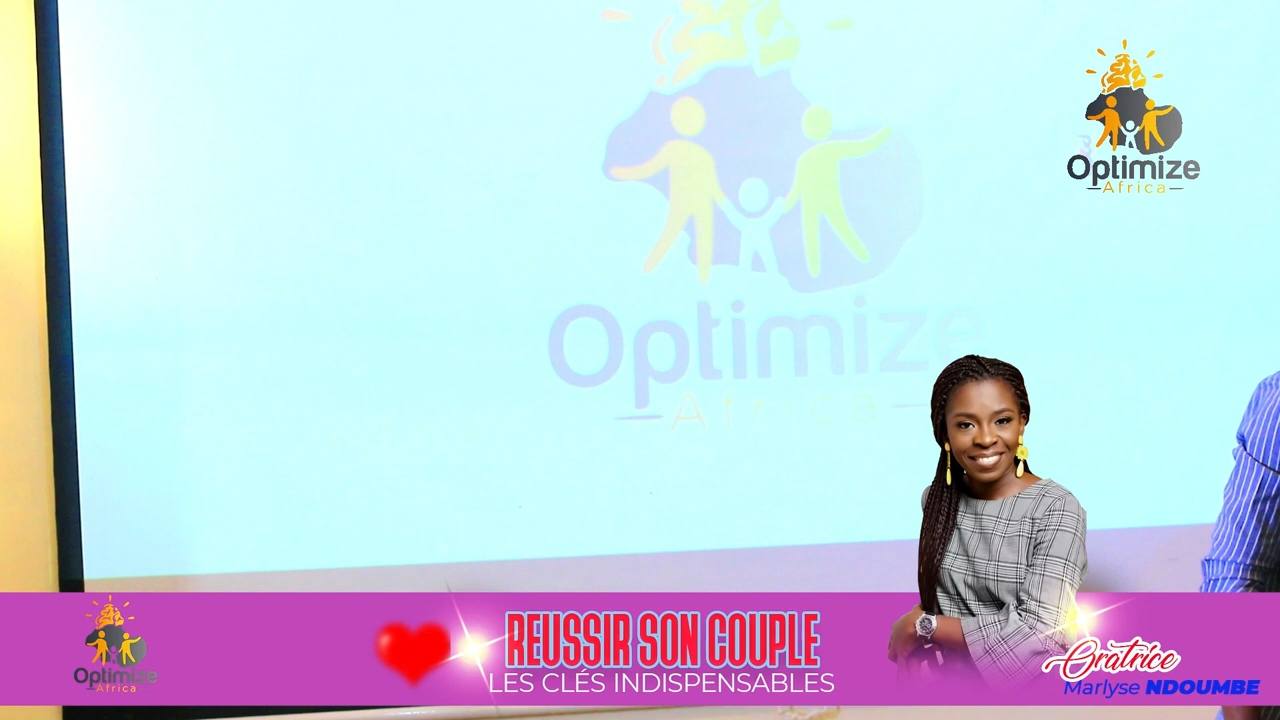 Optimize
Africa
Optimize
Africa
Optimize
Africa
REUSSIR SON COUPLE
LES CLÉS INDISPENSABLES
Oratrice
Marlyse NDOUMBE